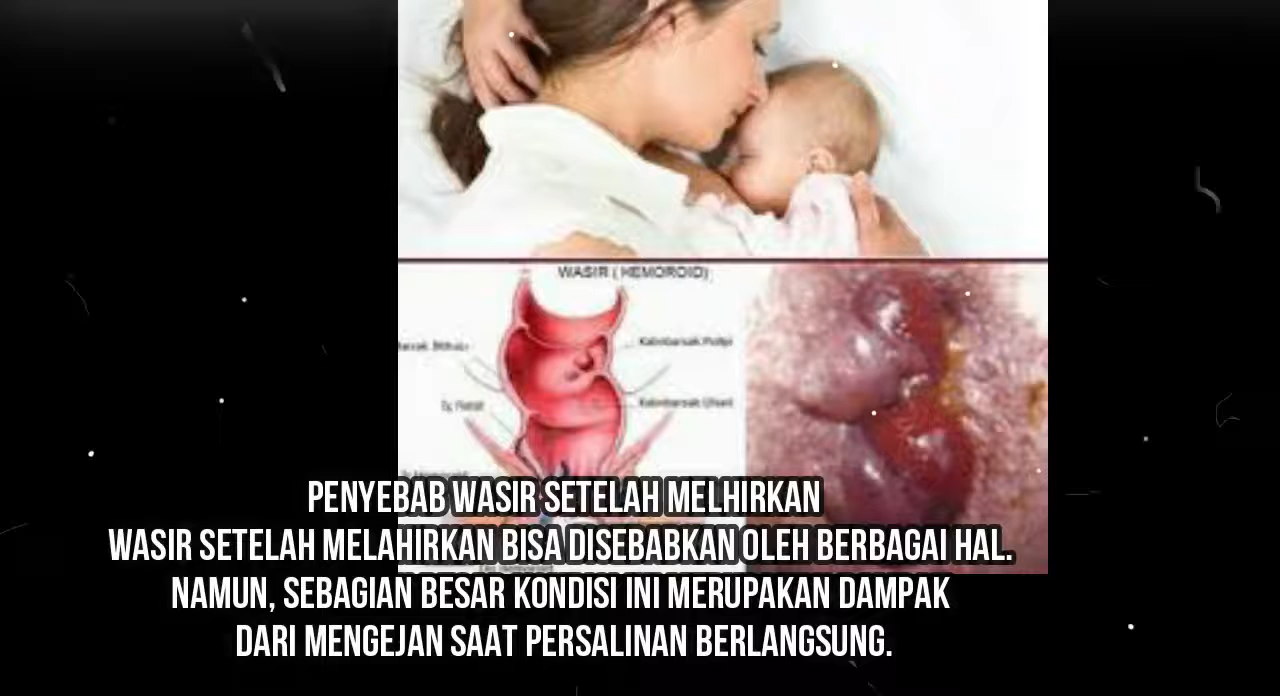 WASIR ( HEMOROID)
PENYEBAB WASIR SETELAH MELHIRKAN
WASIR SETELAH MELAHIRKAN BISA DISEBABKAN OLEH BERBAGAI HAL.
NAMUN, SEBAGIAN BESAR KONDISI INI MERUPAKAN DAMPAK
DARI MENGEJAN SAAT PERSALINAN BERLANGSUNG.